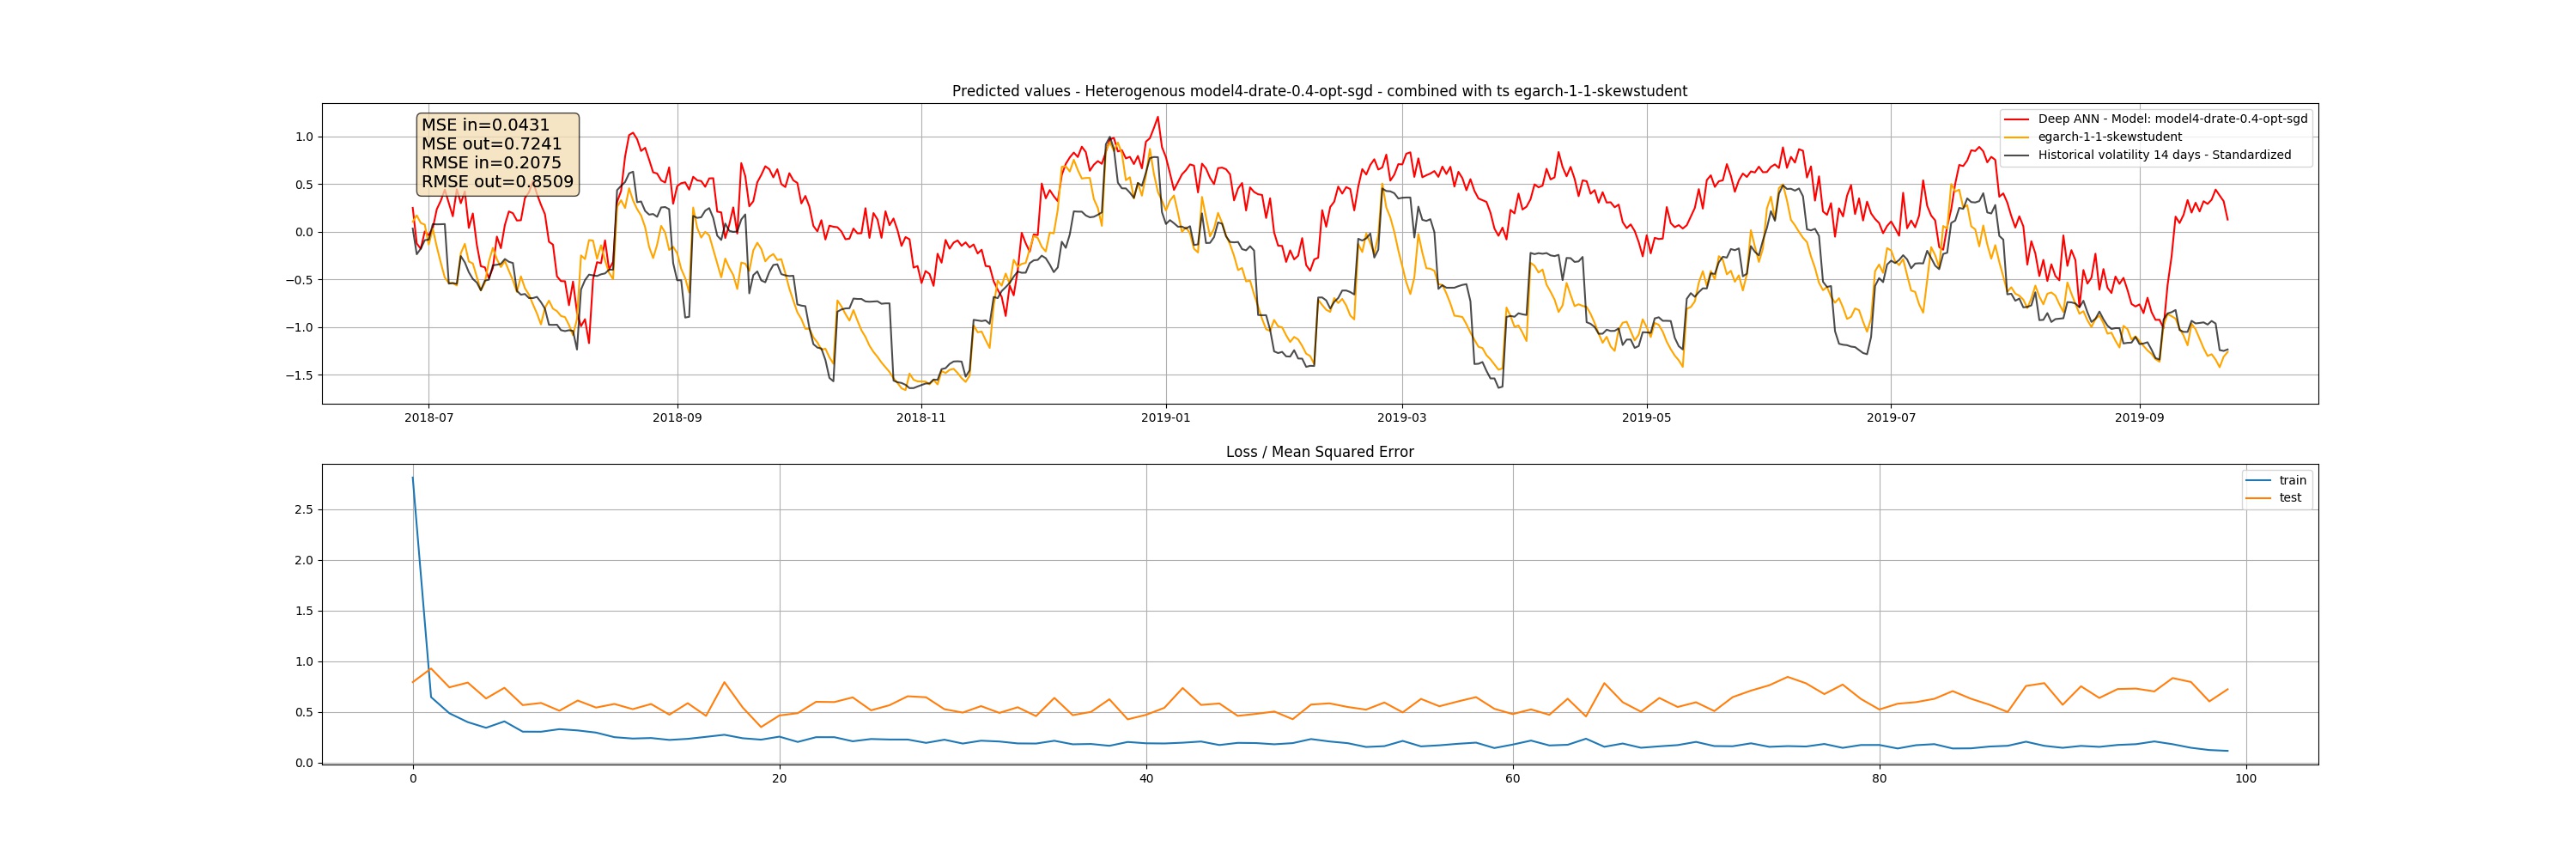 Predicted values - Heterogenous model4-drate-0.4-opt-sgd - combined with ts egarch-1-1-skewstudent
MSE in=0.0431
MSE out=0.7241
RMSE in=0.2075
RMSE out=0.8509
Deep ANN - Model: model4-drate-0.4-opt-sgd
egarch-1-1-skewstudent
Historical volatility 14 days - Standardized
1.0
0.5
0.0
−0.5
−1.0
−1.5
2018-07 2018-09 2018-11 2019-01 2019-03 2019-05 2019-07 2019-09
Loss / Mean Squared Error
train
test
2.5
2.0
1.5
1.0
0.5
0.0
0 20 40 60 80 100